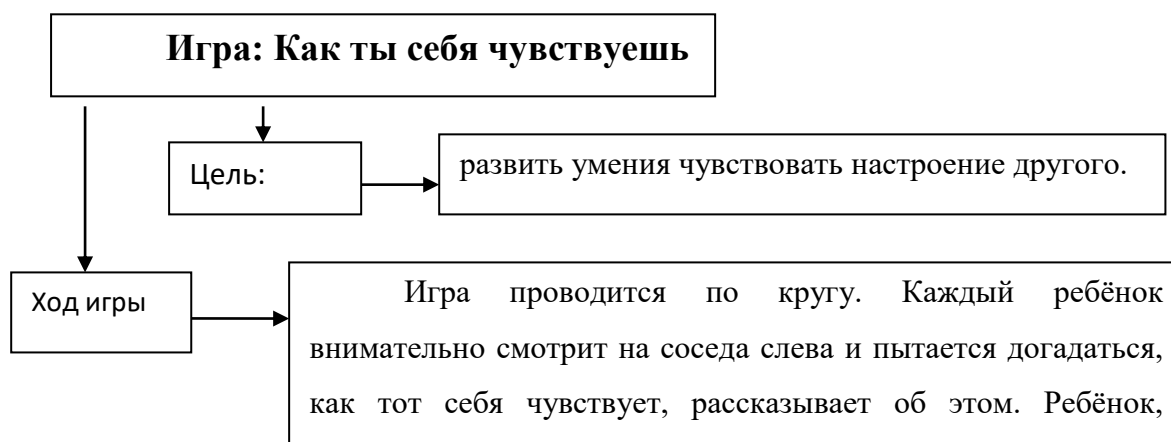 Игра: Как ты себя чувствуешь
Цель:
развить умения чувствовать настроение другого.
Ход игры
Игра проводится по кругу. Каждый ребёнок
внимательно смотрит на соседа слева и пытается догадаться,
как тот себя чувствует, рассказывает об этом. Ребёнок,